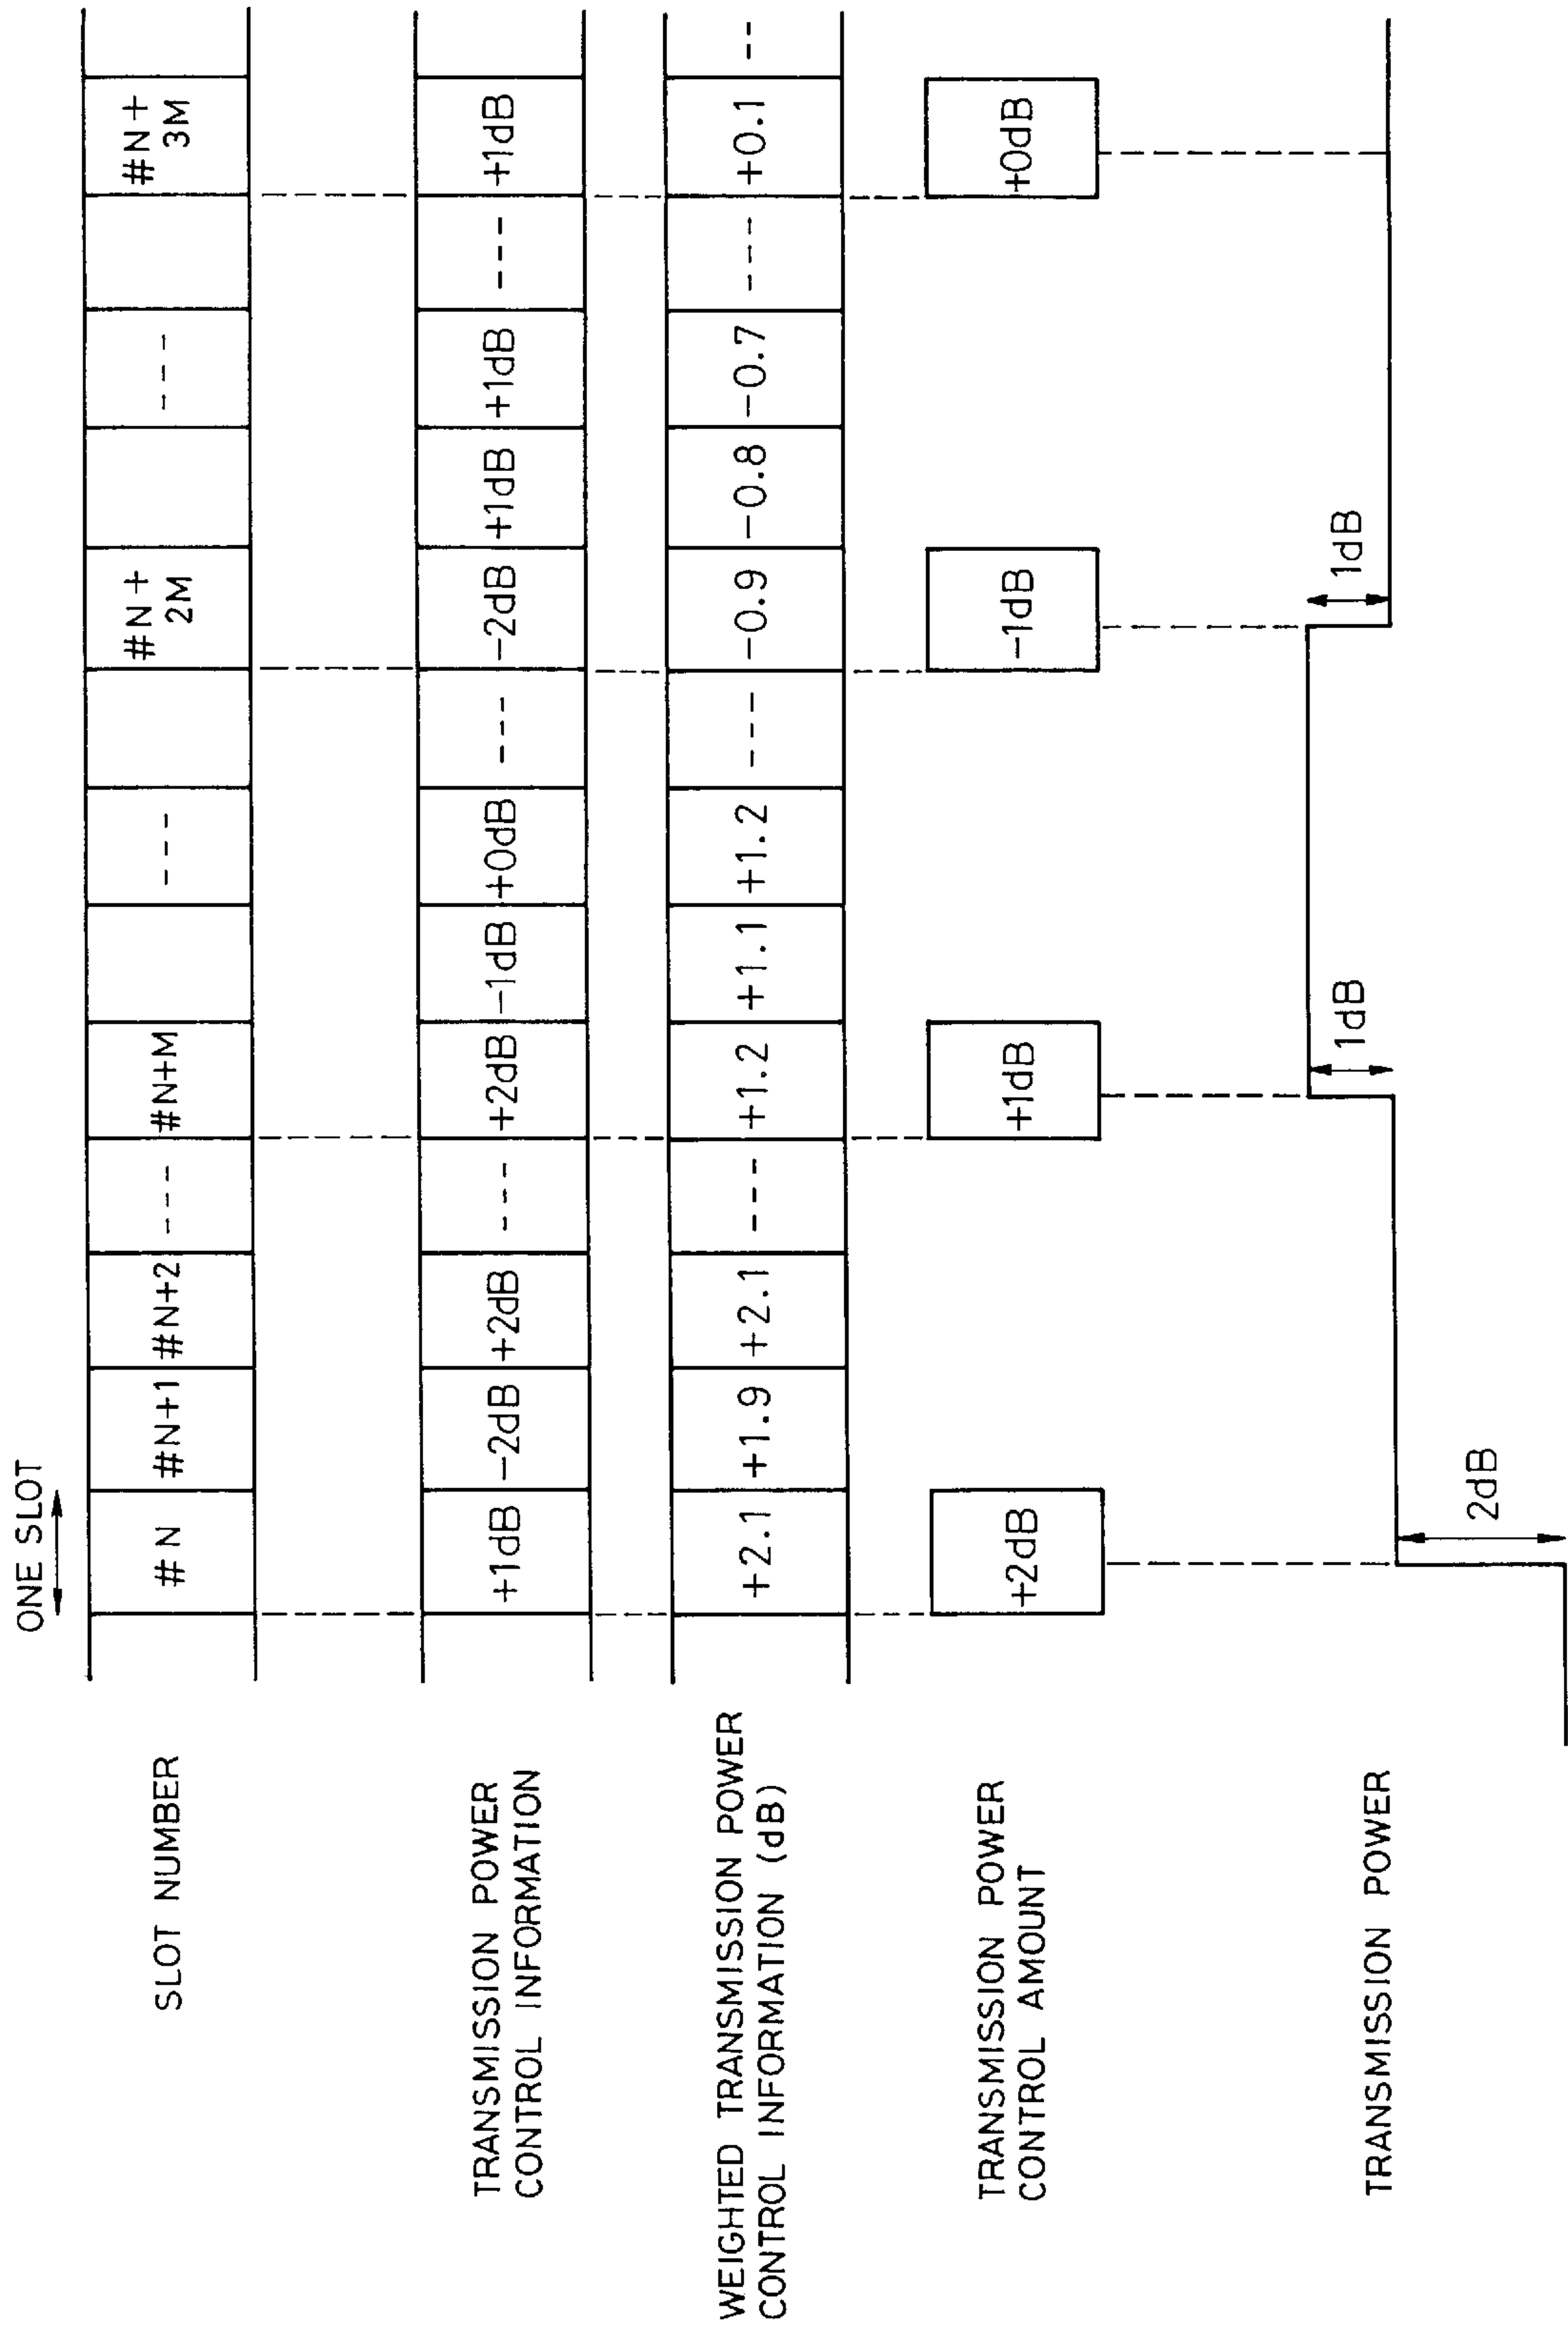 ONE SLOT
SLOT NUMBER
#N
#N+1
#N+2
---
#N+M
---
#N+
2M
---
#N+
3M
TRANSMISSION POWER
CONTROL INFORMATION
+1dB
-2dB
+2dB
---
+2dB
-1dB
+0dB
---
-2dB
+1dB
+1dB
---
+1dB
WEIGHTED TRANSMISSION POWER
CONTROL INFORMATION (dB)
+2.1
+1.9
+2.1
---
+1.2
+1.1
+1.2
---
-0.9
-0.8
-0.7
---
+0.1
--
TRANSMISSION POWER
CONTROL AMOUNT
+2dB
+1dB
-1dB
+0dB
TRANSMISSION POWER
2dB
1dB
1dB